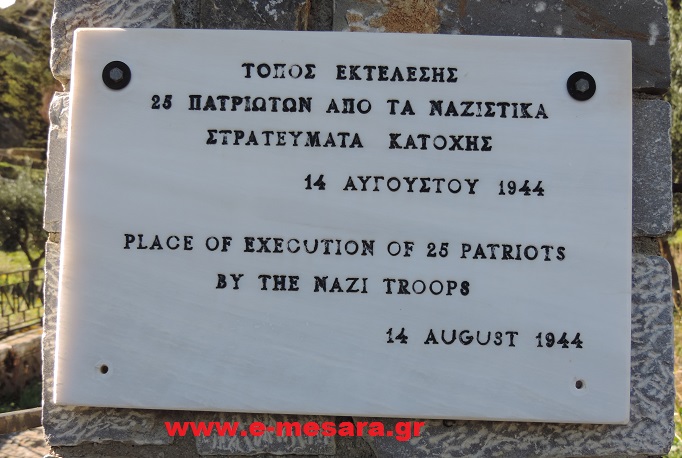 ΤΟΠΟΣ ΕΚΤΕΛΕΣΗΣ
25 ΠΑΤΡΙΩΤΩΝ ΑΠΟ ΤΑ ΝΑΖΙΣΤΙΚΑ
ΣΤΡΑΤΕΥΜΑΤΑ ΚΑΤΟΧΗΣ
14 ΑΥΓΟΥΣΤΟΥ 1944
PLACE OF EXECUTION OF 25 PATRIOTS
BY THE NAZI TROOPS
14 AUGUST 1944
www.e-mesara.gr